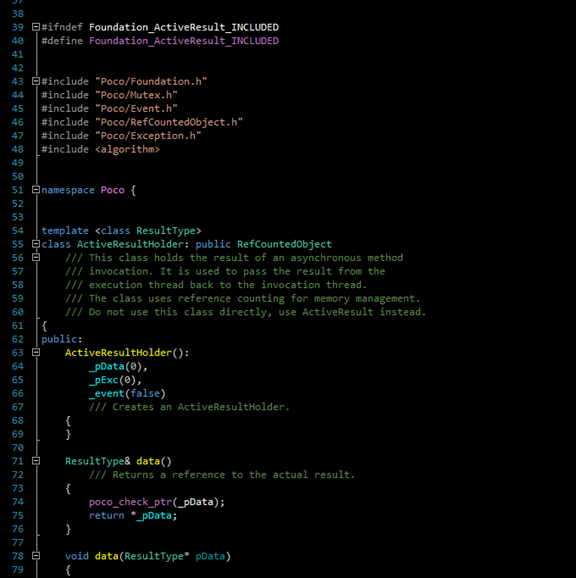 37
38
39 #ifndef Foundation_ActiveResult_INCLUDED
40 #define Foundation_ActiveResult_INCLUDED
41
42
43 #include "Poco/Foundation.h"
44 #include "Poco/Mutex.h"
45 #include "Poco/Event.h"
46 #include "Poco/RefCountedObject.h"
47 #include "Poco/Exception.h"
48 #include <algorithm>
49
50
51 namespace Poco {
52
53
54 template <class ResultType>
55 class ActiveResultHolder: public RefCountedObject
56 /// This class holds the result of an asynchronous method
57 /// invocation. It is used to pass the result from the
58 /// execution thread back to the invocation thread.
59 /// The class uses reference counting for memory management.
60 /// Do not use this class directly, use ActiveResult instead.
61 {
62 public:
63 ActiveResultHolder():
64 _pData(0),
65 _pExc(0),
66 _event(false)
67 /// Creates an ActiveResultHolder.
68 {
69 }
70
71 ResultType& data()
72 /// Returns a reference to the actual result.
73 {
74 poco_check_ptr(_pData);
75 return *_pData;
76 }
77
78 void data(ResultType* pData)
79 {